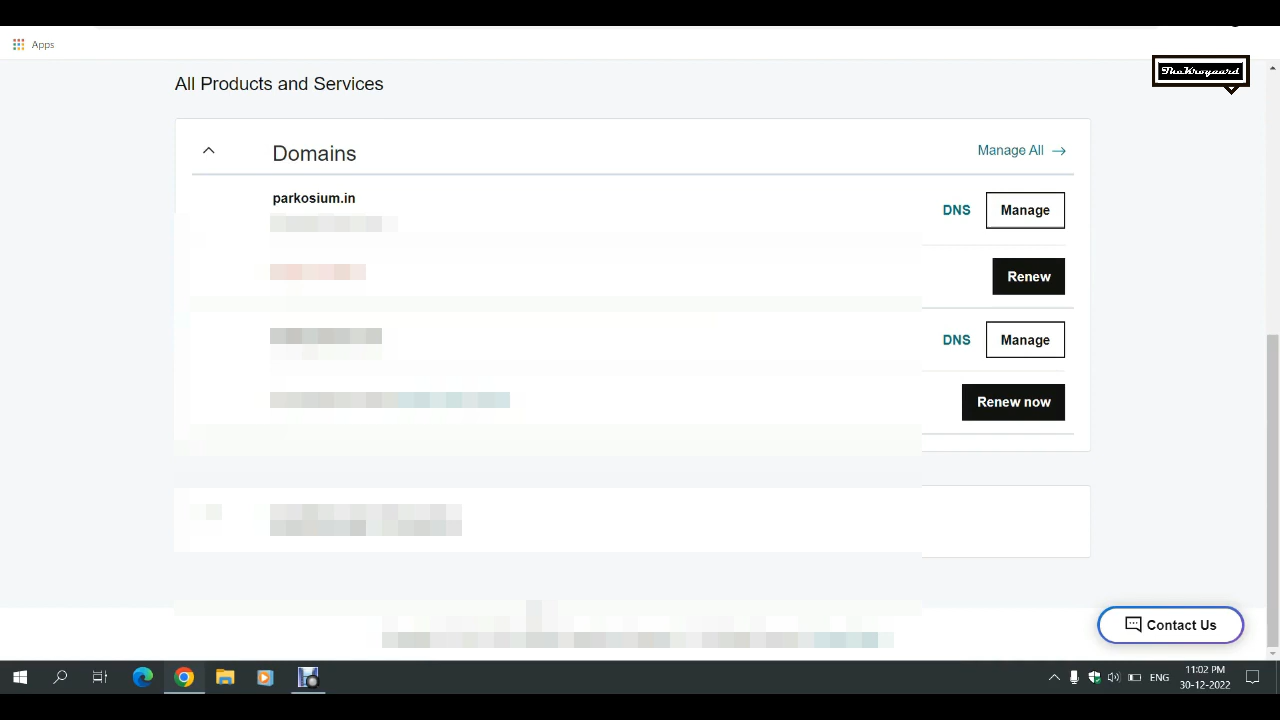 Apps
TheKroyaard
All Products and Services
Domains
Manage All →
parkosium.in
DNS
Manage
Renew
DNS
Manage
Renew now
Contact Us
ENG
11:02 PM
30-12-2022